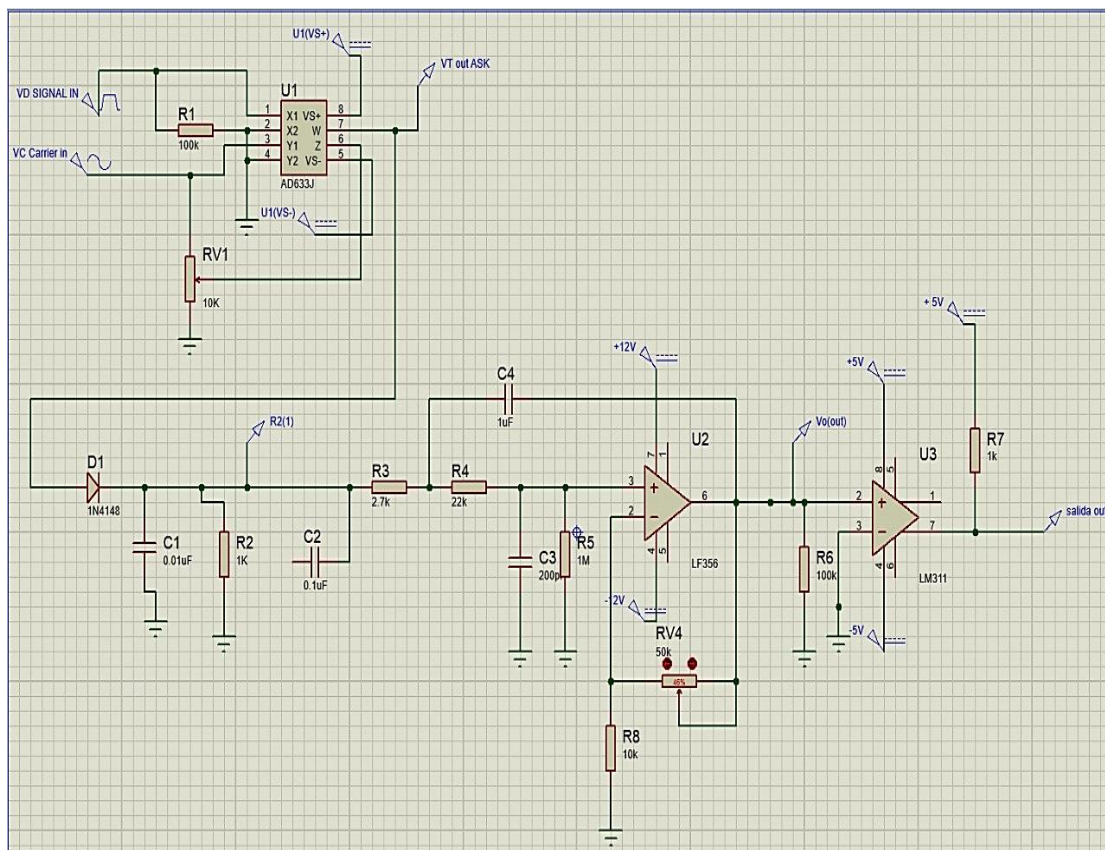 U1(VS+)
VT out ASK
VD SIGNAL IN
U1
R1
100k
1 X1 VS+ 8
2 X2 W 7
3 Y1 Z 6
4 Y2 VS- 5
AD633J
VC Carrier in
U1(VS-)
RV1
10K
+ 5V
+12V
+5V
C4
1uF
R2(1)
U2
U3
R7
1k
D1
1N4148
R3
2.7k
R4
22k
7
1
3
2
6
4
5
LF356
Vo(out)
8
5
2
3
1
7
4
6
LM311
salida out
C1
0.01uF
R2
1K
C2
0.1uF
C3
200p
R5
1M
R6
100k
-12V
-5V
RV4
50k
46%
R8
10k